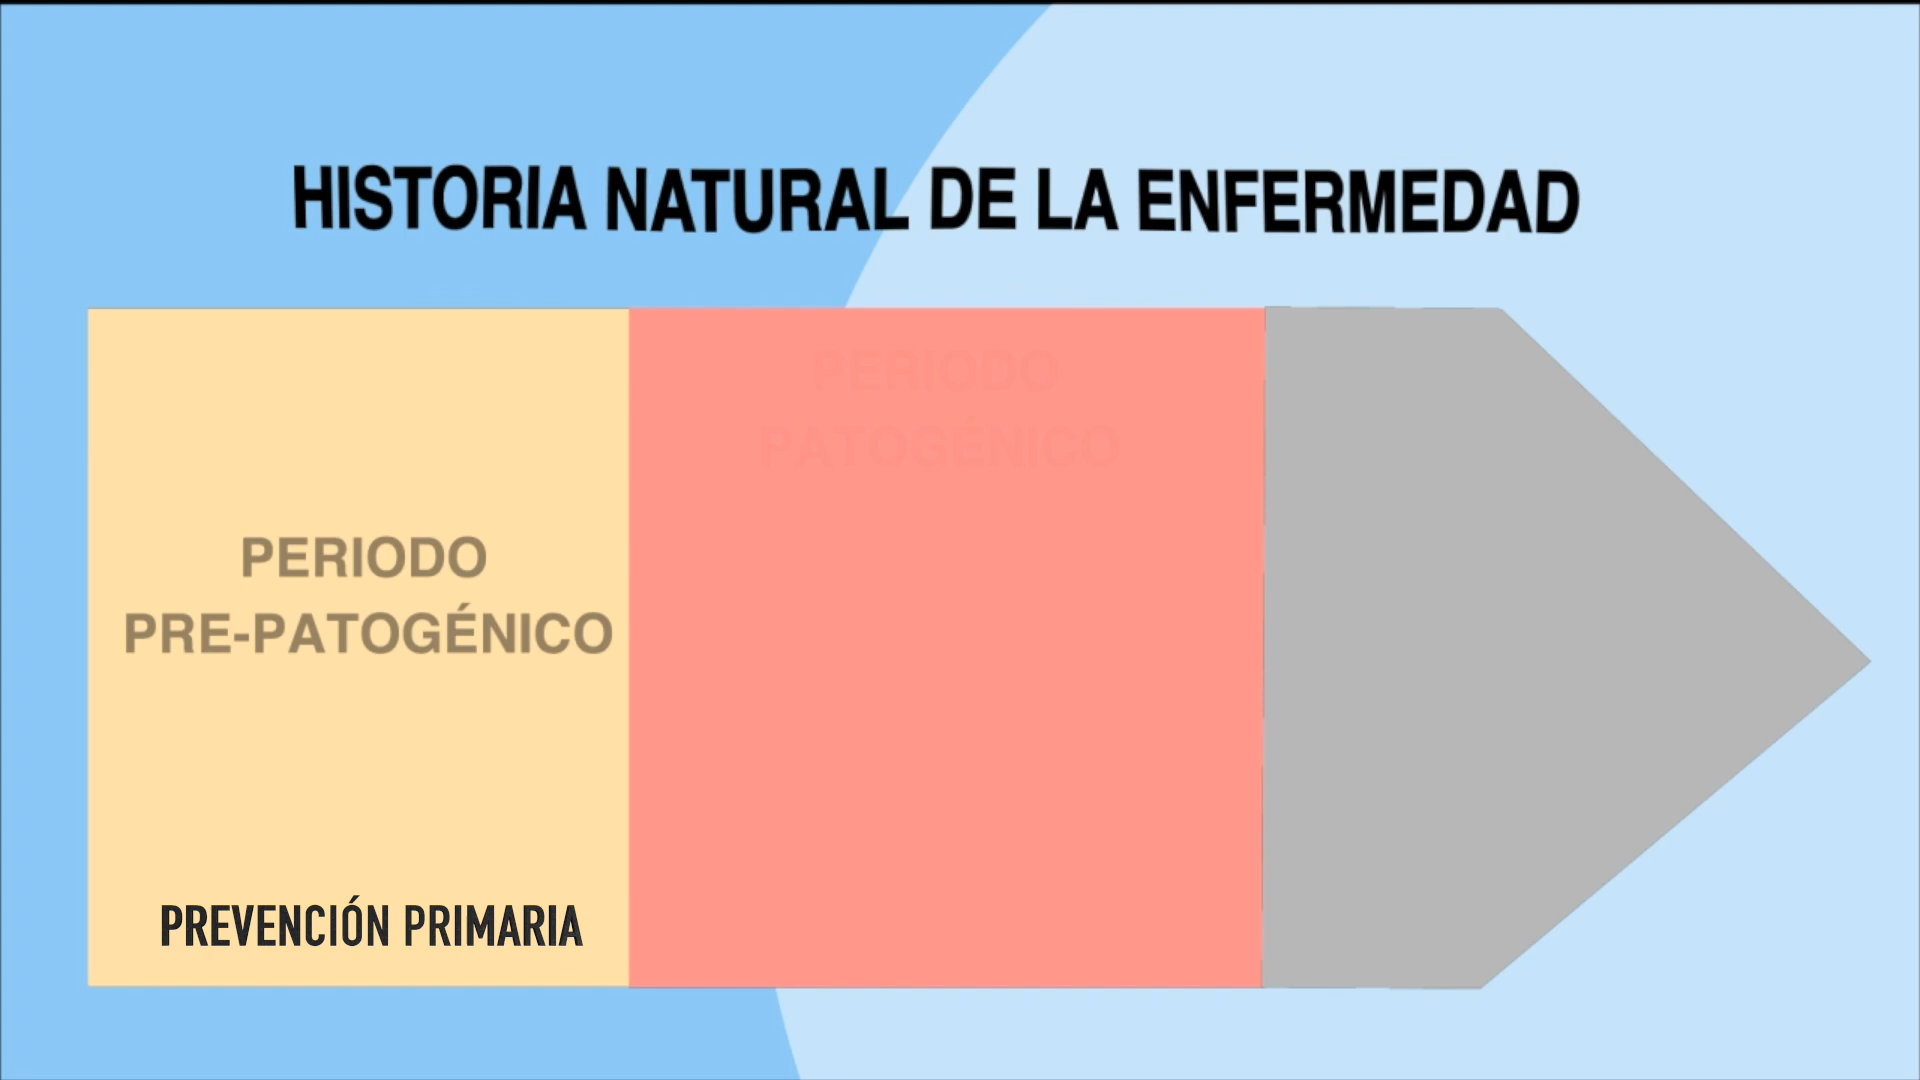 HISTORIA NATURAL DE LA ENFERMEDAD
PERIODO
PATOGÉNICO
PERIODO
PRE-PATOGÉNICO
PREVENCIÓN PRIMARIA